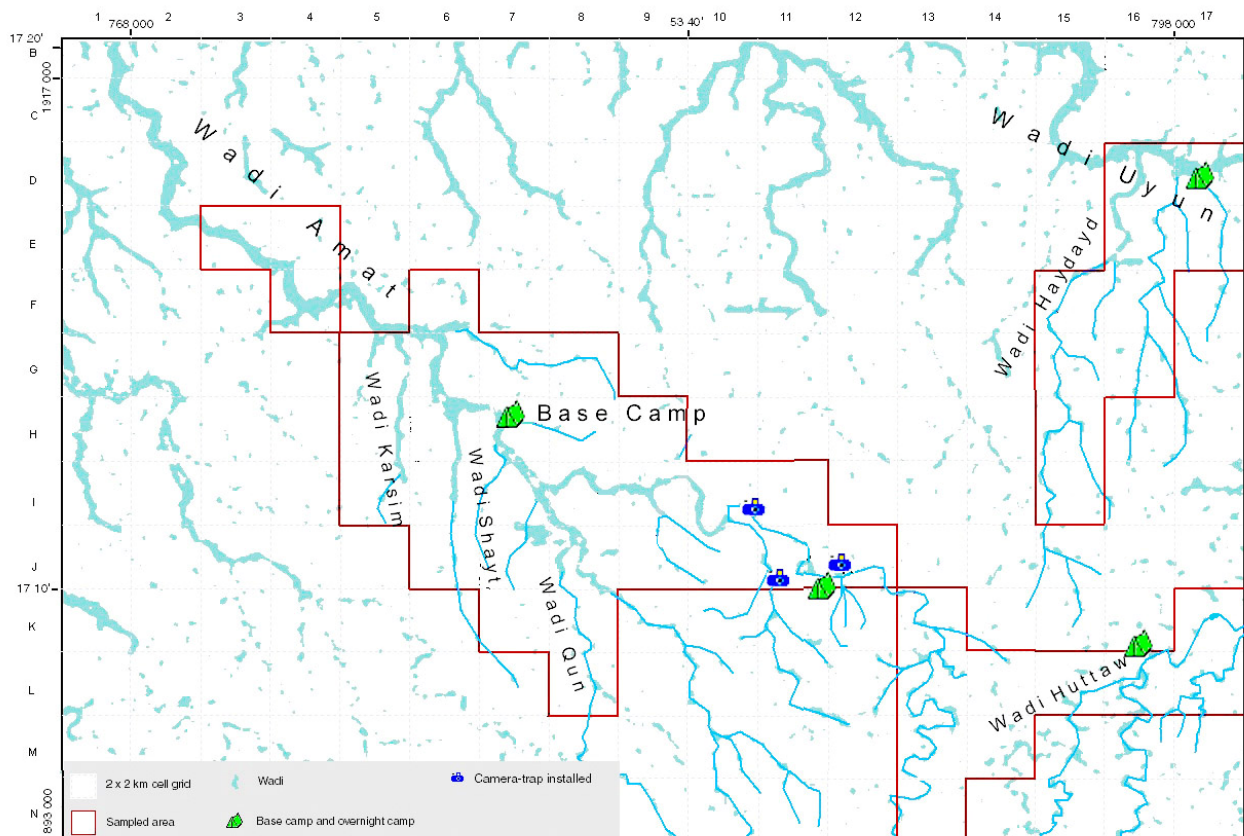 1 2 3 4 5 6 7 8 9 10 11 12 13 14 15 16 17
768 000
53 40'
798 000
17 20'
B
1917 000
C
D
E
F
G
H
I
J
17 10'
K
L
M
N
893 000
Wadi Amat
Wadi Uyun
Wadi Haydayd
Base Camp
Wadi Karsim
Wadi Shayt
Wadi Qun
Wadi Huttaw
2 x 2 km cell grid
Wadi
Camera-trap installed
Sampled area
Base camp and overnight camp